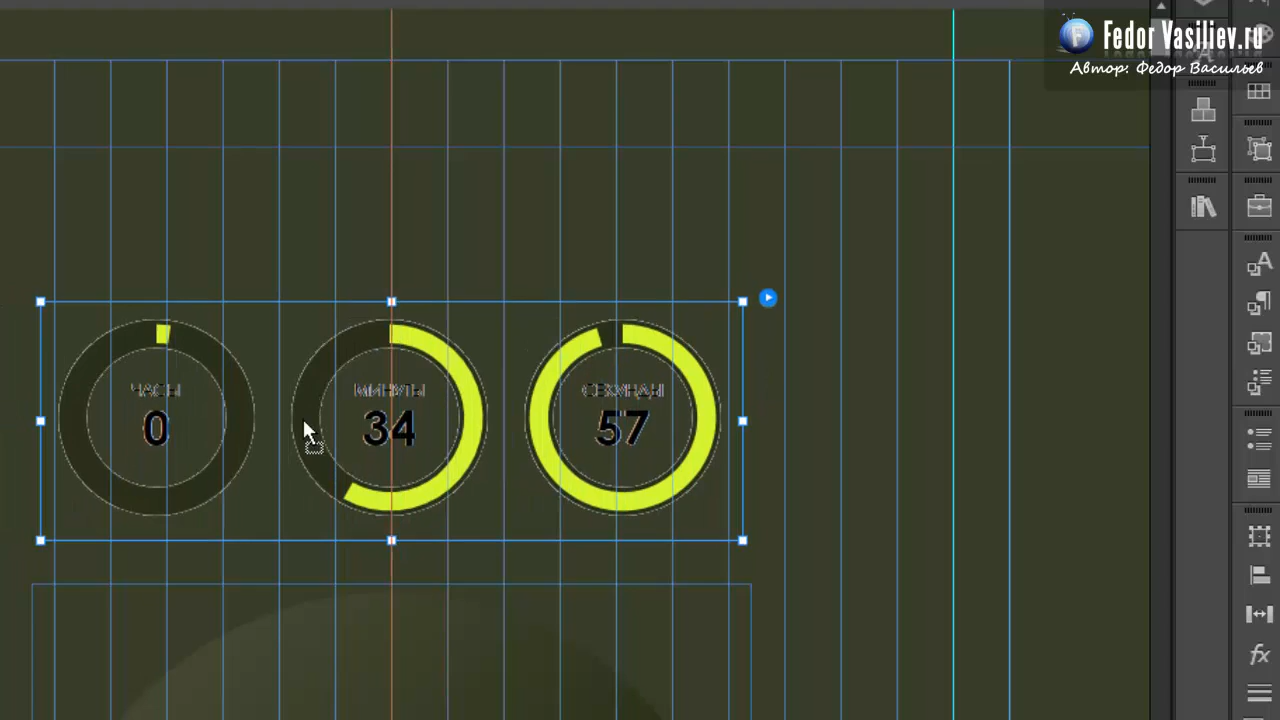 Fedor Vasiliev.ru
Автор: Федор Васильев
ЧАСЫ
0
МИНУТЫ
34
СЕКУНДЫ
57